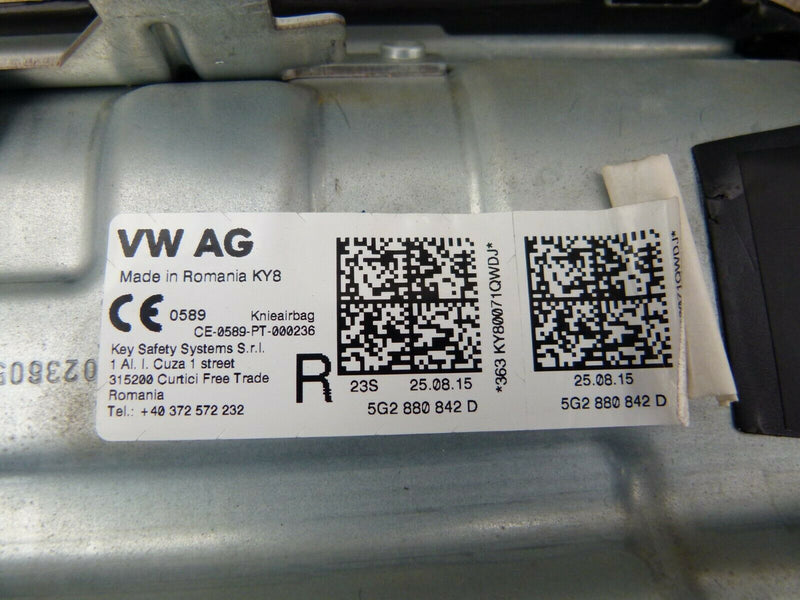 VW AG
Made in Romania KY8
CE 0589 Knieairbag
CE-0589-PT-000236
Key Safety Systems S.r.l.
1 Al. I. Cuza 1 street
315200 Curtici Free Trade
Romania
Tel.: +40 372 572 232
R
23S 25.08.15
5G2 880 842 D
*363 KY80071QWDJ*
25.08.15
5G2 880 842 D